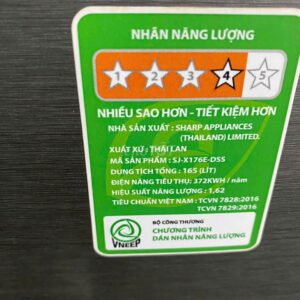 NHÃN NĂNG LƯỢNG
1 2 3 4 5
NHIỀU SAO HƠN - TIẾT KIỆM HƠN
NHÀ SẢN XUẤT : SHARP APPLIANCES
(THAILAND) LIMITED.
XUẤT XỨ : THÁI LAN
MÃ SẢN PHẨM : SJ-X176E-DSS
DUNG TÍCH TỔNG : 165 (LÍT)
ĐIỆN NĂNG TIÊU THỤ: 372KWH / năm
HIỆU SUẤT NĂNG LƯỢNG : 1,62
TIÊU CHUẨN VIỆT NAM : TCVN 7828:2016
TCVN 7829:2016
BỘ CÔNG THƯƠNG
CHƯƠNG TRÌNH
DÁN NHÃN NĂNG LƯỢNG
VNEEP